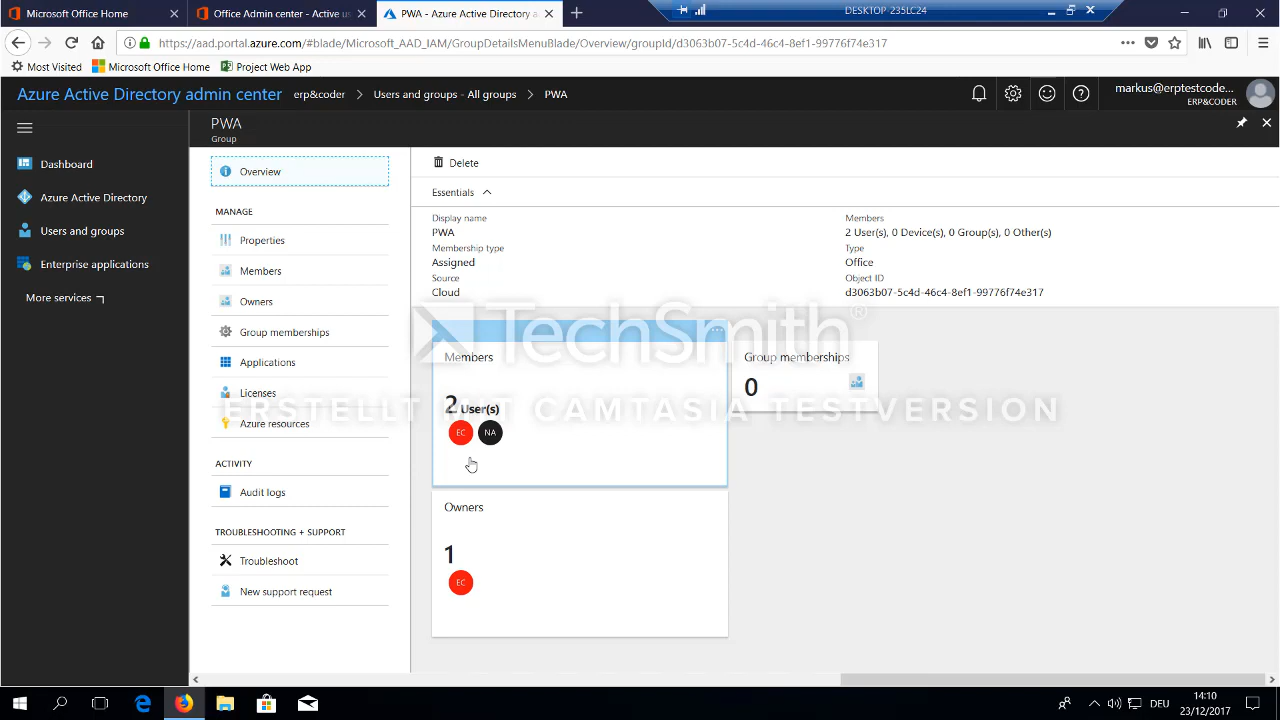 Microsoft Office Home
Office Admin center - Active u
PWA - Azure Active Directory a
DESKTOP 235LC24
https://aad.portal.azure.com/#blade/Microsoft_AAD_IAM/GroupDetailsMenuBlade/Overview/groupId/d3063b07-5c4d-46c4-8ef1-99776f74e317
Most Visited
Microsoft Office Home
Project Web App
Azure Active Directory admin center
erp&coder
Users and groups - All groups
PWA
markus@erptestcode...
ERP&CODER
PWA
Group
Dashboard
Azure Active Directory
Users and groups
Enterprise applications
More services
Overview
MANAGE
Properties
Members
Owners
Group memberships
Applications
Licenses
Azure resources
ACTIVITY
Audit logs
TROUBLESHOOTING + SUPPORT
Troubleshoot
New support request
Delete
Essentials
Display name
PWA
Membership type
Assigned
Source
Cloud
Members
2 User(s), 0 Device(s), 0 Group(s), 0 Other(s)
Type
Office
Object ID
d3063b07-5c4d-46c4-8ef1-99776f74e317
TechSmith®
ERSTELLT MIT CAMTASIA TESTVERSION
Members
2 User(s)
EC NA
Group memberships
0
Owners
1
EC
DEU
14:10
23/12/2017